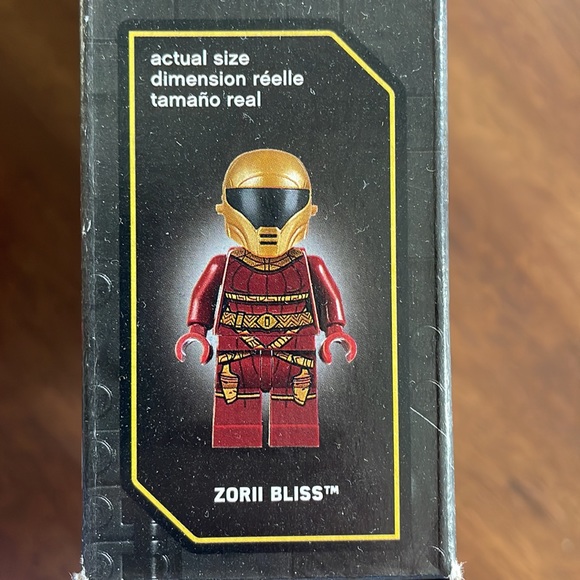 actual size
dimension réelle
tamaño real
ZORII BLISS™